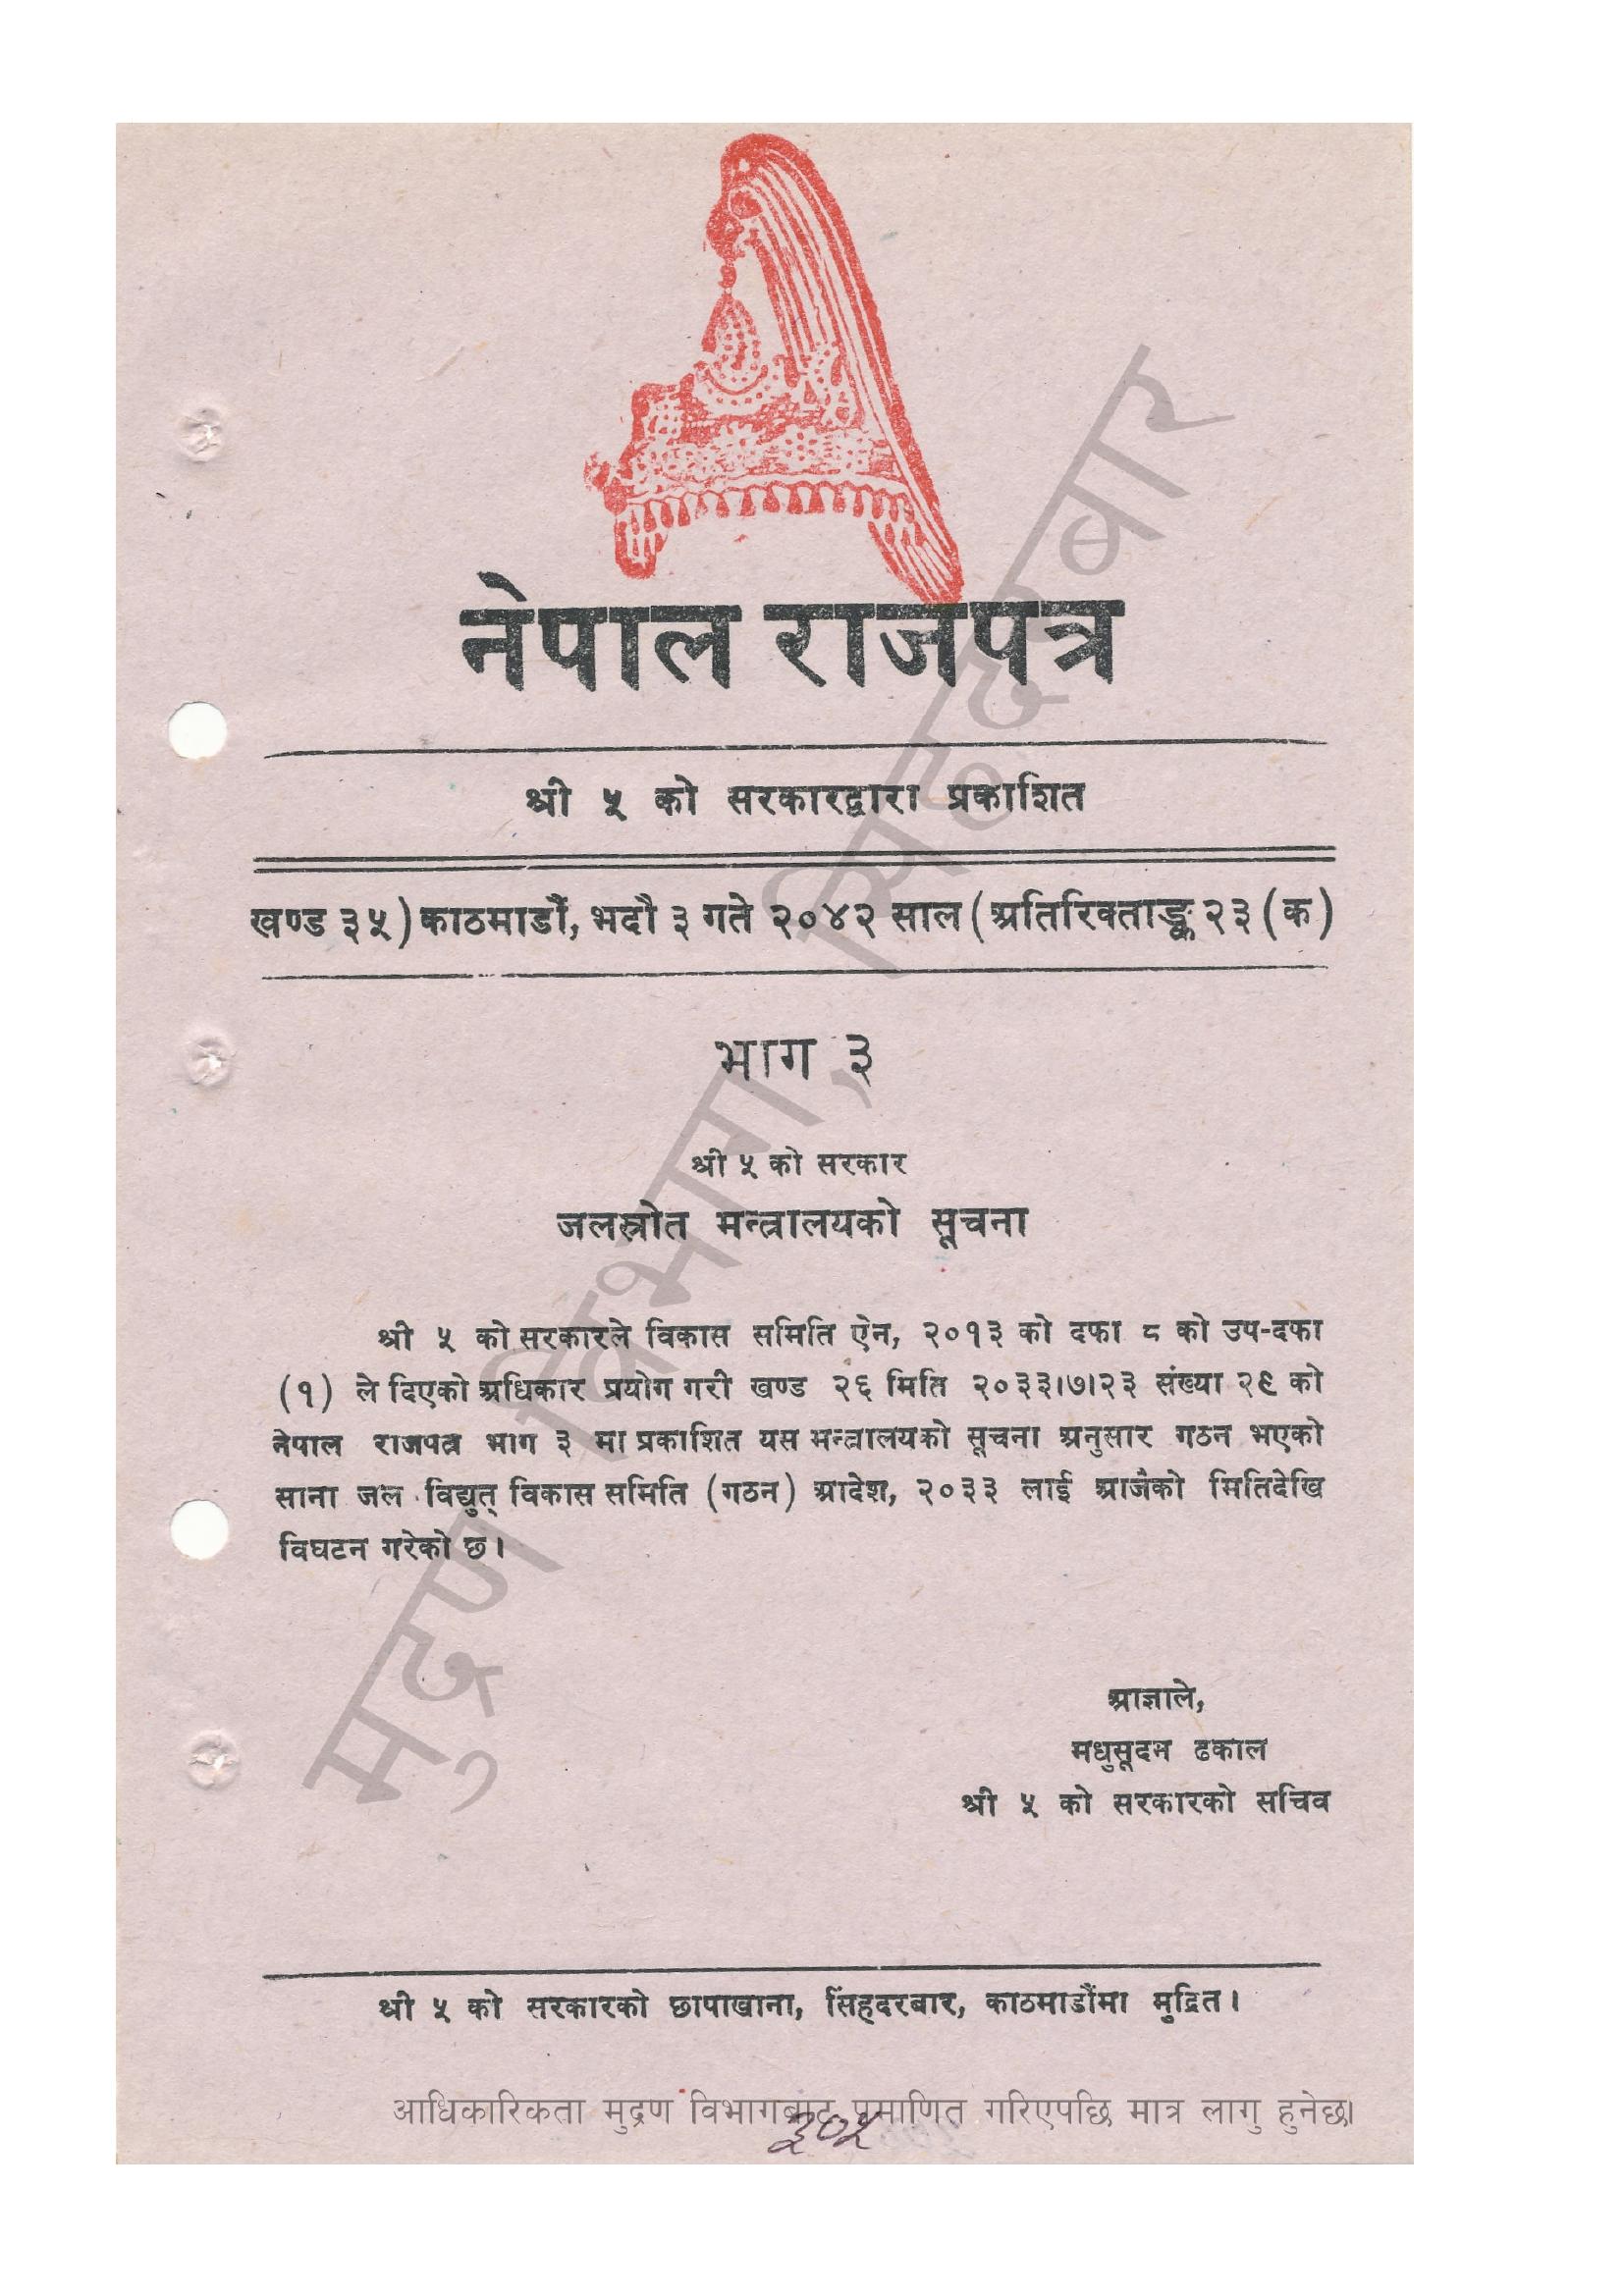 नेपाल राजपत्र
श्री ५ को सरकारद्वारा प्रकाशित
खण्ड ३५) काठमाडौं, भदौ ३ गते २०४२ साल (अतिरिक्ताङ्क २३ (क)
भाग ३
श्री ५ को सरकार
जलस्रोत मन्त्रालयको सूचना
श्री ५ को सरकारले विकास समिति ऐन, २०१३ को दफा ८ को उप-दफा
(१) ले दिएको अधिकार प्रयोग गरी खण्ड २६ मिति २०३३।७।२३ संख्या २९ को
नेपाल राजपत्र भाग ३ मा प्रकाशित यस मन्त्रालयको सूचना अनुसार गठन भएको
साना जल विद्युत् विकास समिति (गठन) आदेश, २०३३ लाई आजैको मितिदेखि
विघटन गरेको छ।
आज्ञाले,
मधुसूदन ढकाल
श्री ५ को सरकारको सचिव
श्री ५ को सरकारको छापाखाना, सिंहदरबार, काठमाडौंमा मुद्रित।
आधिकारिकता मुद्रण विभागबाट प्रमाणित गरिएपछि मात्र लागु हुनेछ।
३०५
मुद्रण विभाग, सिंहदरबार